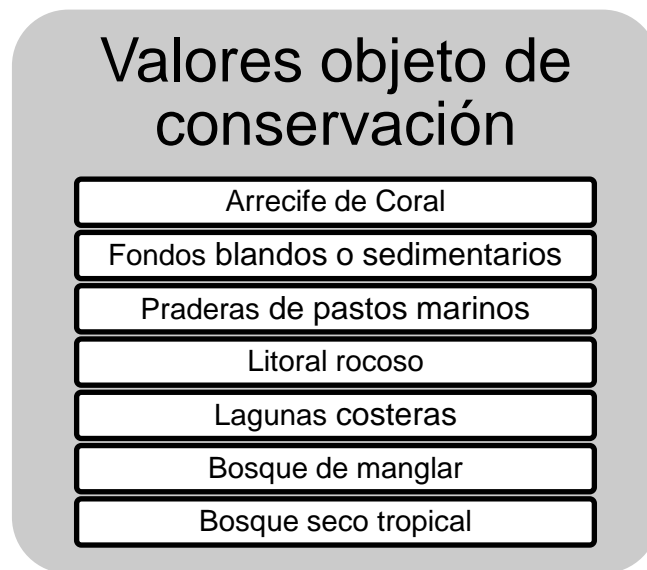 Valores objeto de
conservación
Arrecife de Coral
Fondos blandos o sedimentarios
Praderas de pastos marinos
Litoral rocoso
Lagunas costeras
Bosque de manglar
Bosque seco tropical